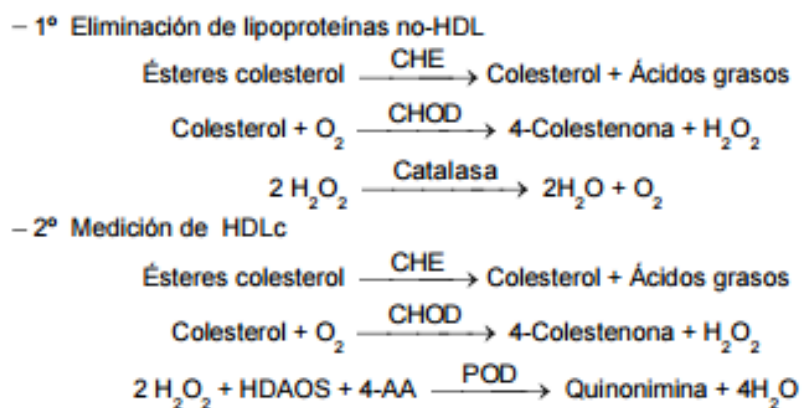 – 1º Eliminación de lipoproteínas no-HDL
Ésteres colesterol CHE → Colesterol + Ácidos grasos
Colesterol + O₂ CHOD → 4-Colestenona + H₂O₂
2 H₂O₂ Catalasa → 2H₂O + O₂
– 2º Medición de HDLc
Ésteres colesterol CHE → Colesterol + Ácidos grasos
Colesterol + O₂ CHOD → 4-Colestenona + H₂O₂
2 H₂O₂ + HDAOS + 4-AA POD → Quinonimina + 4H₂O